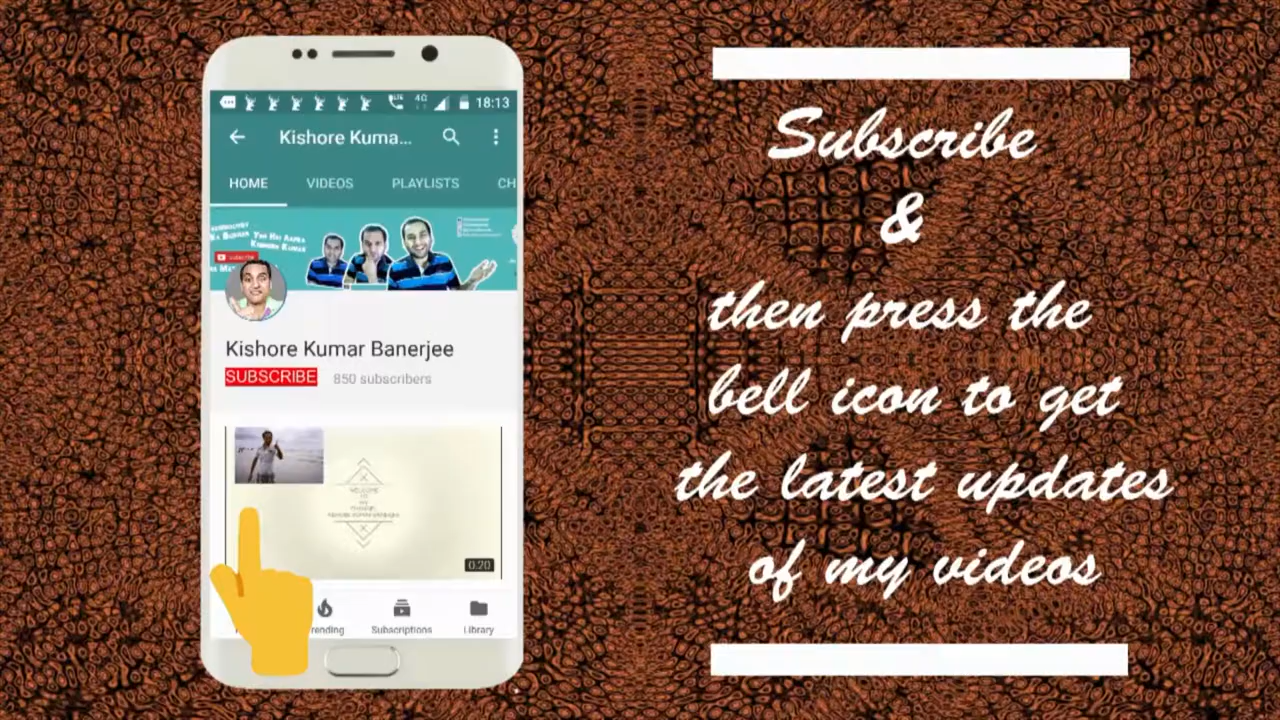 18:13
Kishore Kuma...
HOME VIDEOS PLAYLISTS CH
Kishore Kumar Banerjee
SUBSCRIBE 850 subscribers
0:20
Subscriptions Library
Subscribe
&
then press the
bell icon to get
the latest updates
of my videos